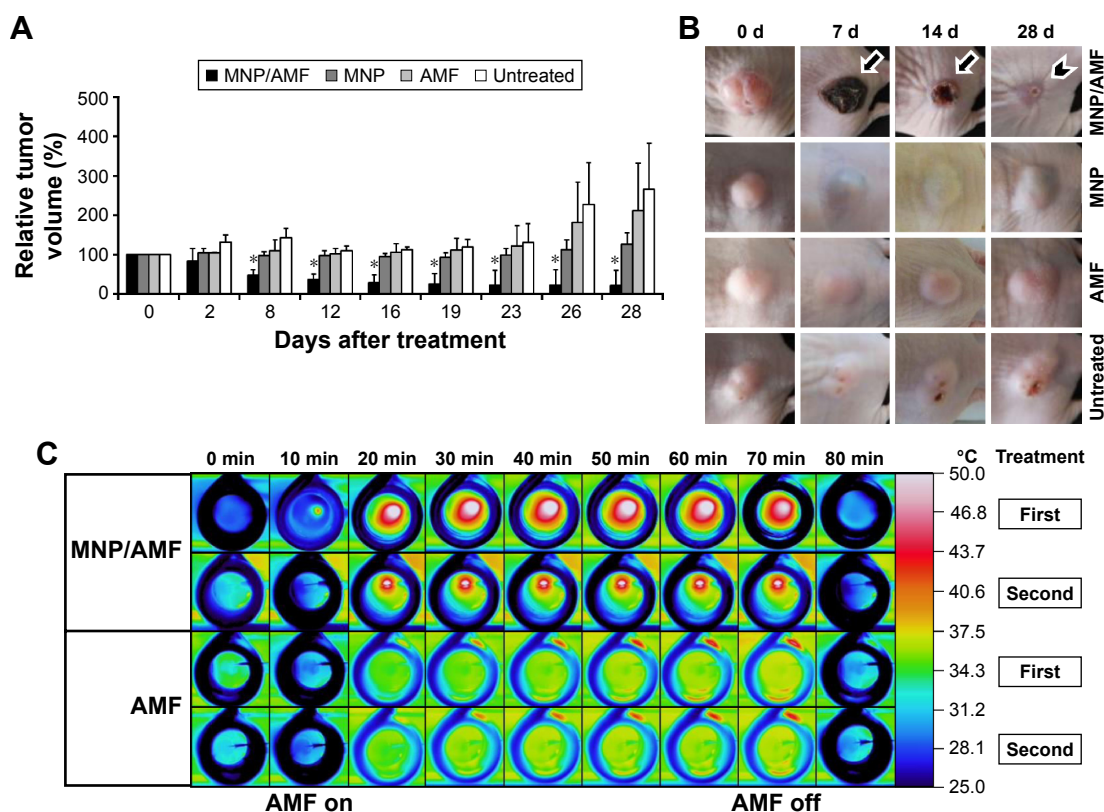 A
MNP/AMF MNP AMF Untreated
Relative tumor
volume (%)
500
400
300
200
100
0
* * * * * * *
0 2 8 12 16 19 23 26 28
Days after treatment
B
0 d 7 d 14 d 28 d
MNP/AMF
MNP
AMF
Untreated
C
0 min 10 min 20 min 30 min 40 min 50 min 60 min 70 min 80 min °C Treatment
MNP/AMF
AMF
50.0
46.8
43.7
40.6
37.5
34.3
31.2
28.1
25.0
First
Second
First
Second
AMF on AMF off